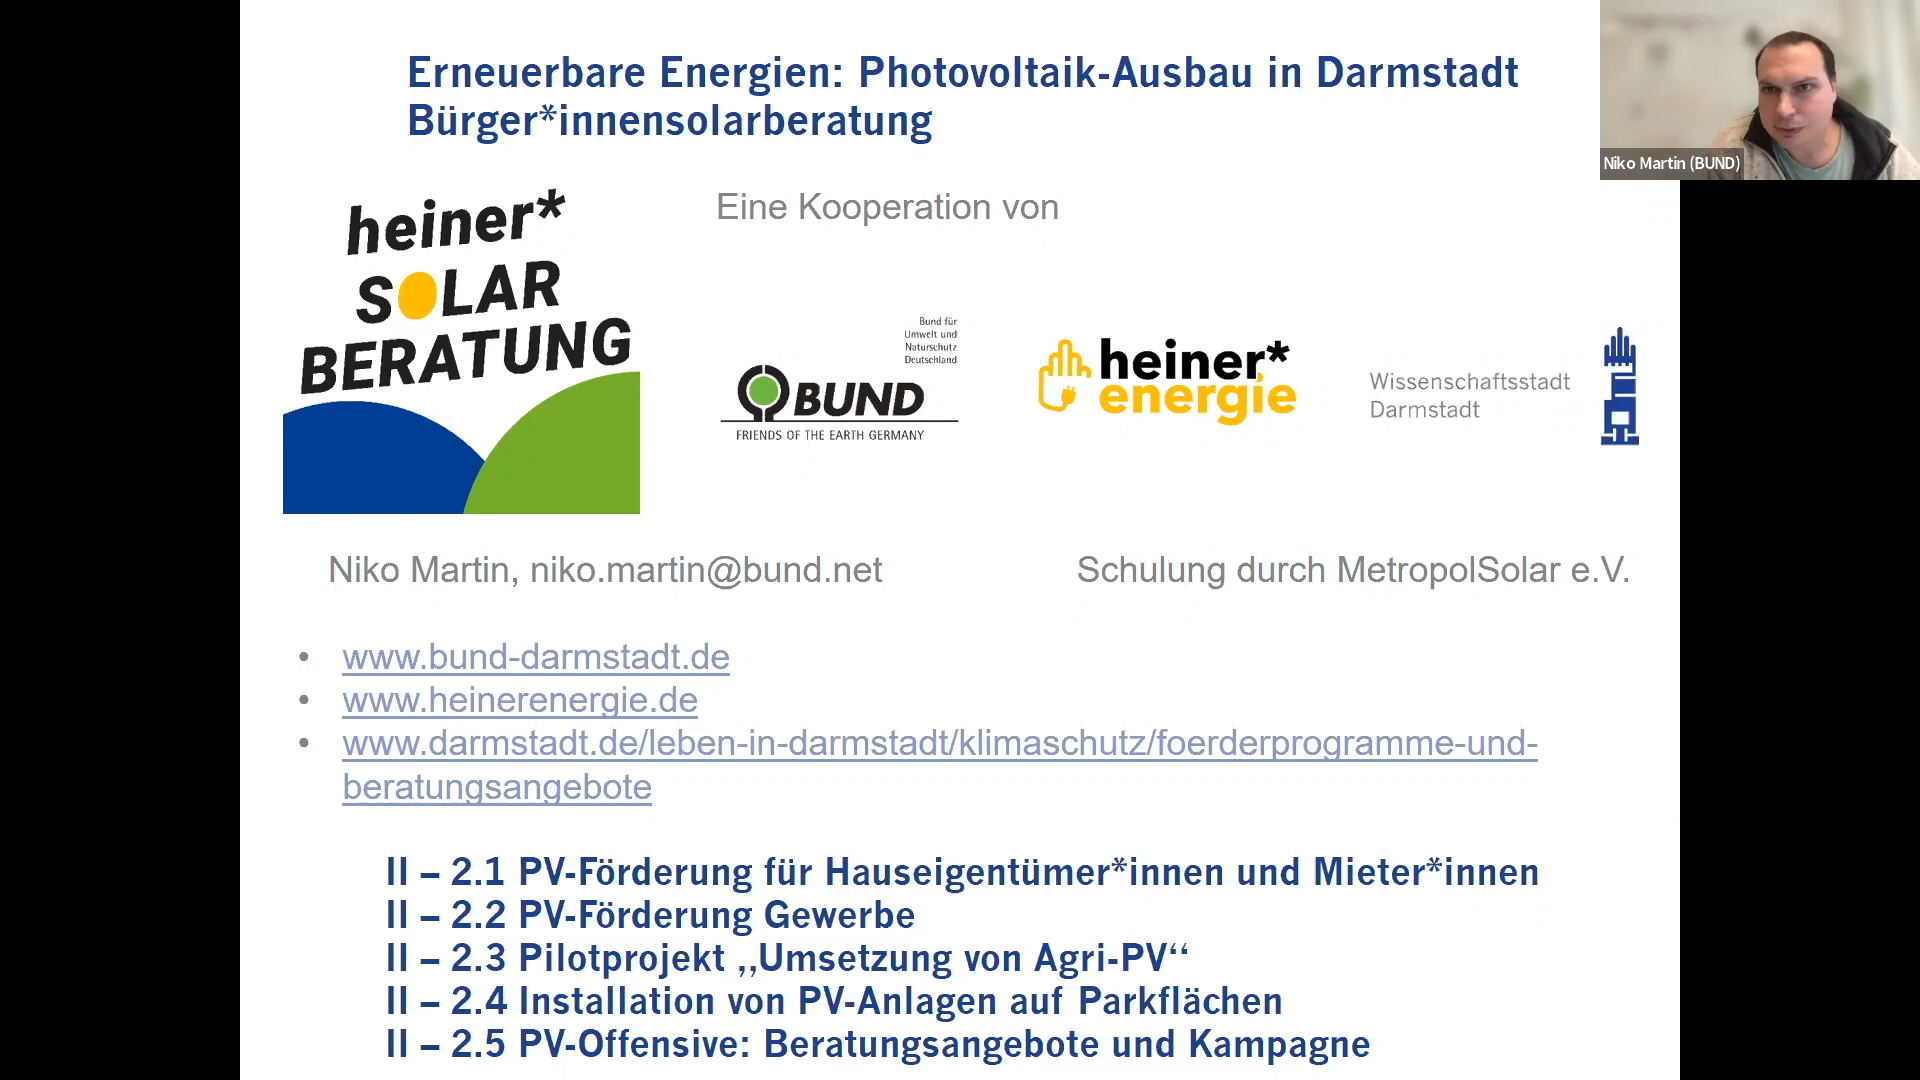 Erneuerbare Energien: Photovoltaik-Ausbau in Darmstadt
Bürger*innensolarberatung
Niko Martin (BUND)
heiner*
SOLAR
BERATUNG
Eine Kooperation von
Bund für
Umwelt und
Naturschutz
Deutschland
BUND
FRIENDS OF THE EARTH GERMANY
heiner*
energie
Wissenschaftsstadt
Darmstadt
Niko Martin, niko.martin@bund.net
Schulung durch MetropolSolar e.V.
• www.bund-darmstadt.de
• www.heinerenergie.de
• www.darmstadt.de/leben-in-darmstadt/klimaschutz/foerderprogramme-und-
beratungsangebote
II – 2.1 PV-Förderung für Hauseigentümer*innen und Mieter*innen
II – 2.2 PV-Förderung Gewerbe
II – 2.3 Pilotprojekt „Umsetzung von Agri-PV“
II – 2.4 Installation von PV-Anlagen auf Parkflächen
II – 2.5 PV-Offensive: Beratungsangebote und Kampagne